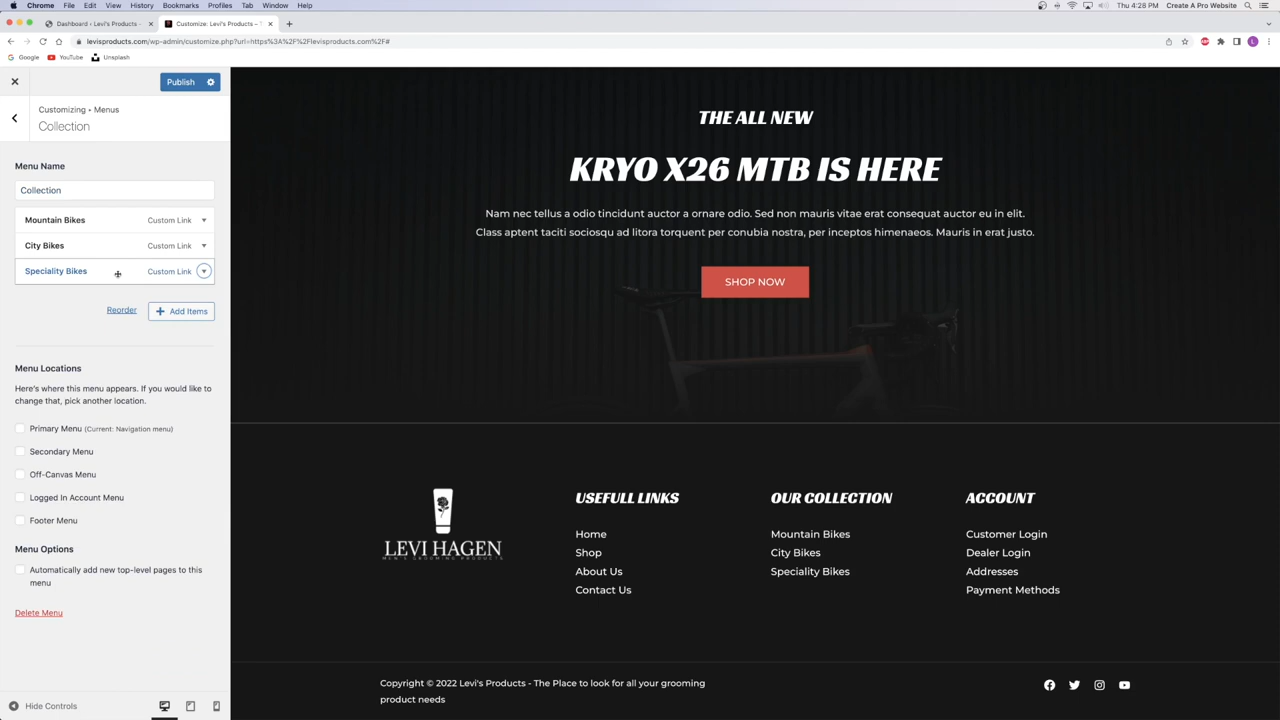 Chrome File Edit View History Bookmarks Profiles Tab Window Help
Thu 4:28 PM Create A Pro Website
Dashboard ‹ Levi's Products -
Customize: Levi's Products – T
levisproducts.com/wp-admin/customize.php?url=https%3A%2F%2Flevisproducts.com%2F#
Google YouTube Unsplash
Publish
Customizing • Menus
Collection
Menu Name
Collection
Mountain Bikes Custom Link
City Bikes Custom Link
Speciality Bikes Custom Link
Reorder
Add Items
Menu Locations
Here's where this menu appears. If you would like to
change that, pick another location.
Primary Menu (Current: Navigation menu)
Secondary Menu
Off-Canvas Menu
Logged In Account Menu
Footer Menu
Menu Options
Automatically add new top-level pages to this
menu
Delete Menu
Hide Controls
THE ALL NEW
KRYO X26 MTB IS HERE
Nam nec tellus a odio tincidunt auctor a ornare odio. Sed non mauris vitae erat consequat auctor eu in elit.
Class aptent taciti sociosqu ad litora torquent per conubia nostra, per inceptos himenaeos. Mauris in erat justo.
SHOP NOW
LEVI HAGEN
MEN'S GROOMING PRODUCTS
USEFULL LINKS
Home
Shop
About Us
Contact Us
OUR COLLECTION
Mountain Bikes
City Bikes
Speciality Bikes
ACCOUNT
Customer Login
Dealer Login
Addresses
Payment Methods
Copyright © 2022 Levi's Products - The Place to look for all your grooming
product needs